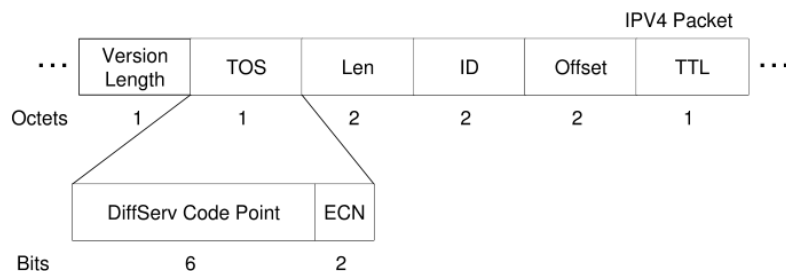 IPV4 Packet
... Version Length TOS Len ID Offset TTL ...
Octets 1 1 2 2 2 1
DiffServ Code Point ECN
Bits 6 2